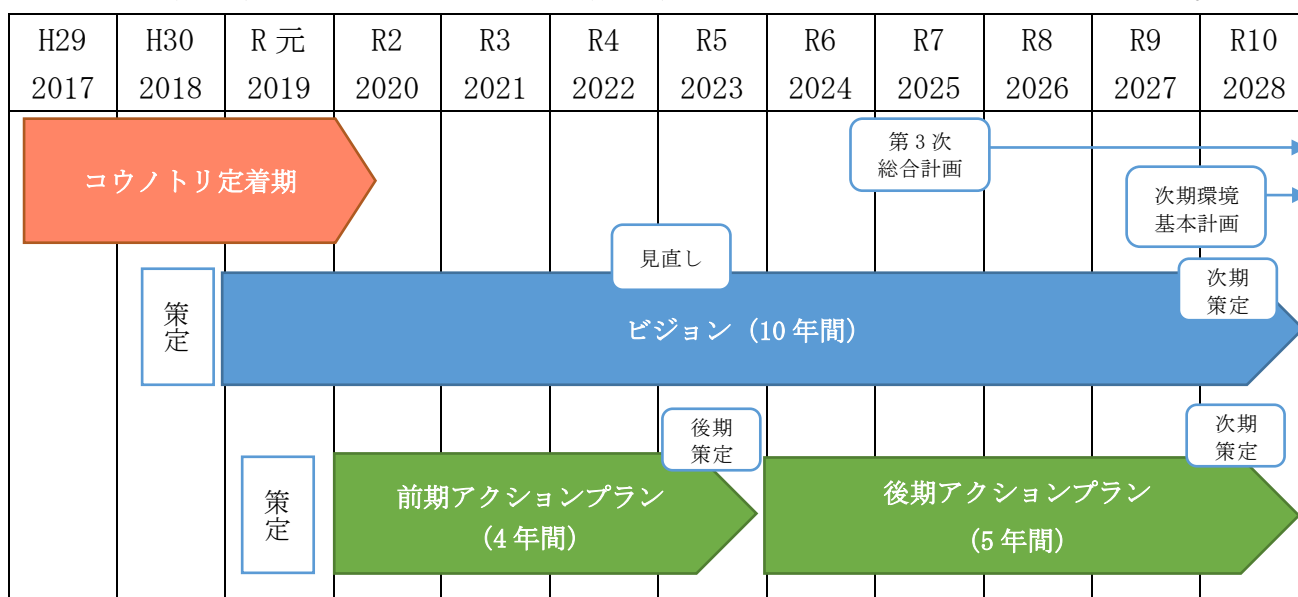 H29 H30 R元 R2 R3 R4 R5 R6 R7 R8 R9 R10
2017 2018 2019 2020 2021 2022 2023 2024 2025 2026 2027 2028
コウノトリ定着期
第3次
総合計画
次期環境
基本計画
見直し
策定
ビジョン（10年間）
次期
策定
策定
前期アクションプラン
(4年間)
後期
策定
後期アクションプラン
(5年間)
次期
策定